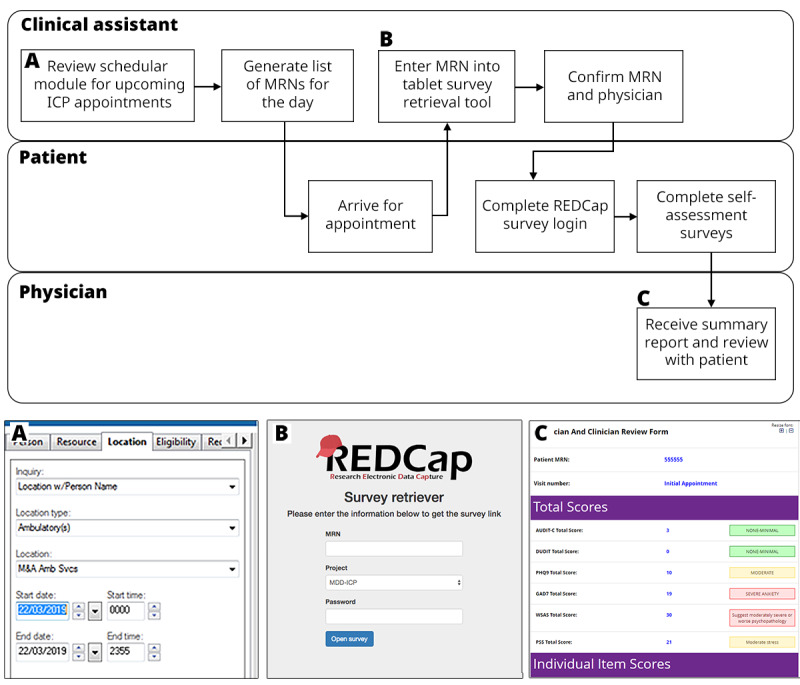 Clinical assistant
A
Review schedular
module for upcoming
ICP appointments
Generate list
of MRNs for
the day
B
Enter MRN into
tablet survey
retrieval tool
Confirm MRN
and physician
Patient
Arrive for
appointment
Complete REDCap
survey login
Complete self-
assessment
surveys
Physician
C
Receive summary
report and review
with patient
A
Resource Location Eligibility
Inquiry:
Location w/Person Name
Location type:
Ambulatory(s)
Location:
M&A Amb Svcs
Start date: Start time:
22/03/2019 0000
End date: End time:
22/03/2019 2355
B
REDCap
Research Electronic Data Capture
Survey retriever
Please enter the information below to get the survey link
MRN
Project
MDD-ICP
Password
Open survey
C
cian And Clinician Review Form
Patient MRN: 555555
Visit number: Initial Appointment
Total Scores
AUDIT-C Total Score: 3 NONE-MINIMAL
DUDIT Total Score: 0 NONE-MINIMAL
PHQ9 Total Score: 10 MODERATE
GAD7 Total Score: 19 SEVERE ANXIETY
WSAS Total Score: 30 Suggest moderately severe or
worse psychopathology
PSS Total Score: 21 Moderate stress
Individual Item Scores